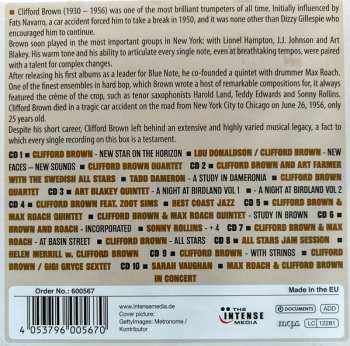 Clifford Brown (1930 – 1956) was one of the most brilliant trumpeters of all time. Initially influenced by
Fats Navarro, a car accident forced him to take a break in 1950, and it was none other than Dizzy Gillespie who
encouraged him to continue.
Brown soon played in the most important groups in New York: with Lionel Hampton, J.J. Johnson and Art
Blakey. His warm tone and his ability to articulate every single note, even at breathtaking tempos, were paired
with a talent for complex changes.
After releasing his first albums as a leader for Blue Note, he co-founded a quintet with drummer Max Roach,
One of the finest ensembles in hard bop, which Brown wrote a host of remarkable compositions for, it always
featured the crème of the crop, such as tenor saxophonists Harold Land, Teddy Edwards and Sonny Rollins.
Clifford Brown died in a tragic car accident on the road from New York City to Chicago on June 26, 1956, only
25 years old.
Despite his short career, Clifford Brown left behind an extensive and highly varied musical legacy, a fact to
which every single recording on this box is a testament.
CD 1 ■ CLIFFORD BROWN - NEW STAR ON THE HORIZON ■ LOU DONALDSON / CLIFFORD BROWN - NEW
FACES – NEW SOUNDS ■ CLIFFORD BROWN QUARTET CD 2 ■ CLIFFORD BROWN AND ART FARMER
WITH THE SWEDISH ALL STARS ■ TADD DAMERON - A STUDY IN DAMERONIA ■ CLIFFORD BROWN
QUARTET CD 3 ■ ART BLAKEY QUINTET - A NIGHT AT BIRDLAND VOL 1 ■ A NIGHT AT BIRDLAND VOL 2
CD 4 ■ CLIFFORD BROWN FEAT. ZOOT SIMS ■ BEST COAST JAZZ CD 5 ■ CLIFFORD BROWN &
MAX ROACH QUINTET ■ CLIFFORD BROWN & MAX ROACH QUINTET - STUDY IN BROWN CD 6 ■
BROWN AND ROACH - INCORPORATED ■ SONNY ROLLINS - + 4 CD 7 ■ CLIFFORD BROWN & MAX ROACH
- AT BASIN STREET ■ CLIFFORD BROWN - ALL STARS CD 8 ■ ALL STARS JAM SESSION ■
HELEN MERRILL w. CLIFFORD BROWN CD 9 ■ CLIFFORD BROWN - WITH STRINGS ■ CLIFFORD
BROWN / GIGI GRYCE SEXTET CD 10 ■ SARAH VAUGHAN ■ MAX ROACH & CLIFFORD BROWN
IN CONCERT
Order No.: 600567
Made in the EU
www.intensemedia.de
Cover picture:
GettyImages: Metronome /
Kontributor
THE
INTENSE
MEDIA
DOCUMENTS
ADD
mcps
LC 12281
4 053796 005670